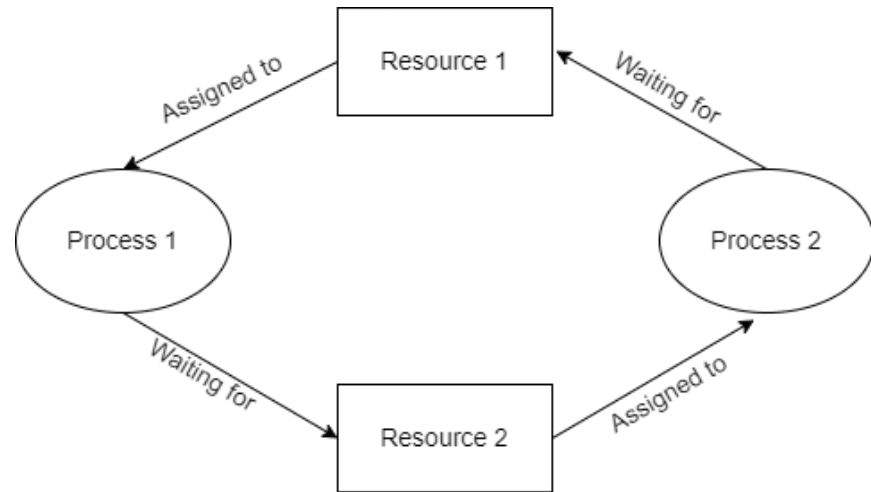 Resource 1
Assigned to
Waiting for
Process 1
Process 2
Waiting for
Assigned to
Resource 2